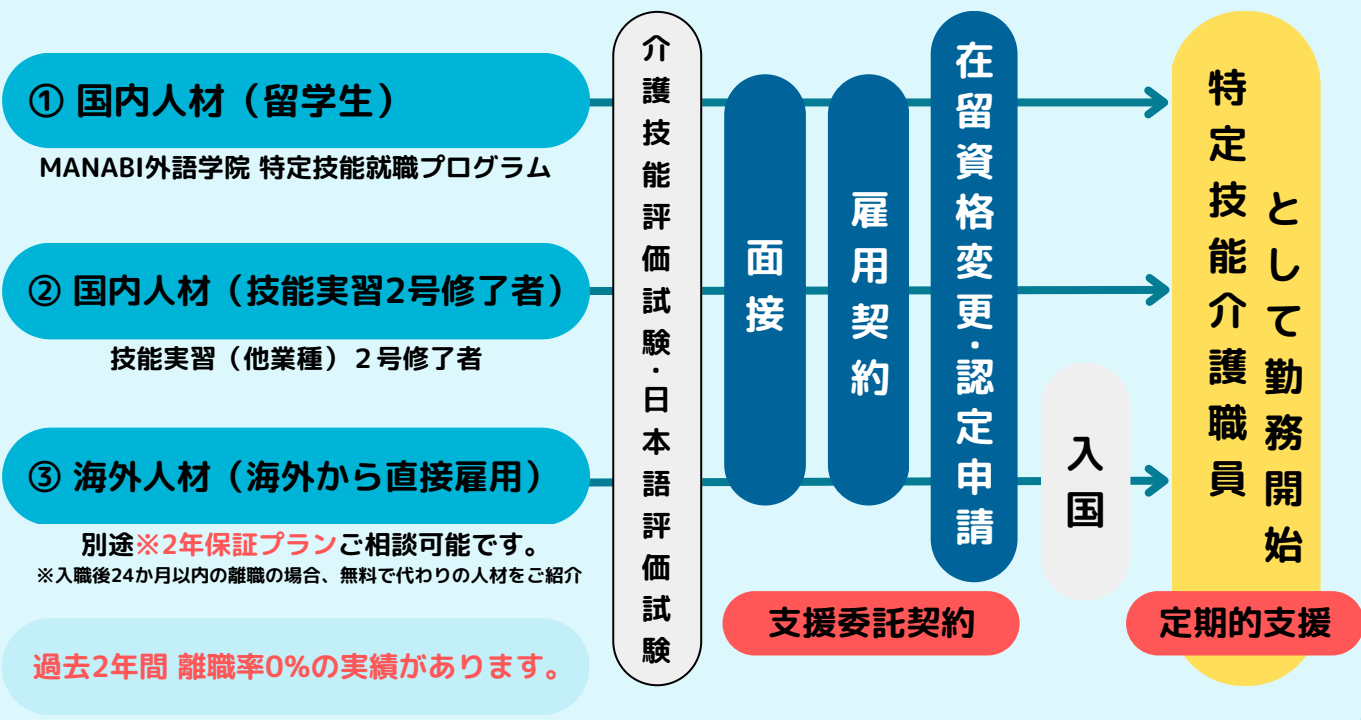 ① 国内人材（留学生）
MANABI外語学院 特定技能就職プログラム
② 国内人材（技能実習2号修了者）
技能実習（他業種）２号修了者
③ 海外人材（海外から直接雇用）
別途※2年保証プランご相談可能です。
※入職後24か月以内の離職の場合、無料で代わりの人材をご紹介
過去2年間 離職率0%の実績があります。
介護技能評価試験・日本語評価試験
面接
雇用契約
在留資格変更・認定申請
支援委託契約
入国
特定技能介護職員
として勤務開始
定期的支援